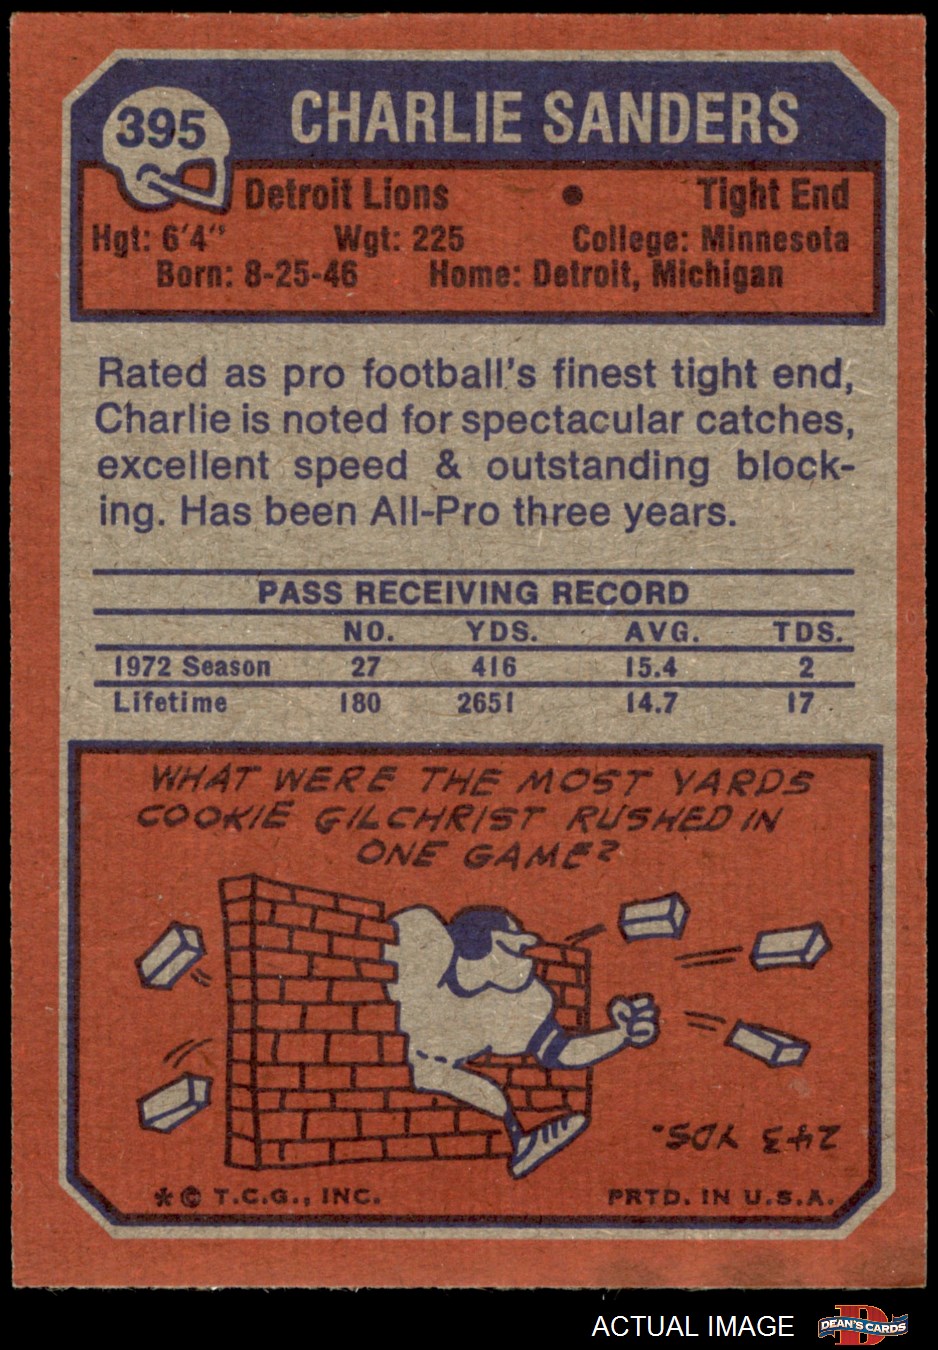 395
CHARLIE SANDERS
Detroit Lions • Tight End
Hgt: 6'4" Wgt: 225 College: Minnesota
Born: 8-25-46 Home: Detroit, Michigan
Rated as pro football's finest tight end,
Charlie is noted for spectacular catches,
excellent speed & outstanding block-
ing. Has been All-Pro three years.
PASS RECEIVING RECORD
NO. YDS. AVG. TDS.
1972 Season 27 416 15.4 2
Lifetime 180 2651 14.7 17
WHAT WERE THE MOST YARDS
COOKIE GILCHRIST RUSHED IN
ONE GAME?
243 YDS.
* © T.C.G., INC. PRTD. IN U.S.A.
ACTUAL IMAGE
D
DEAN'S CARDS